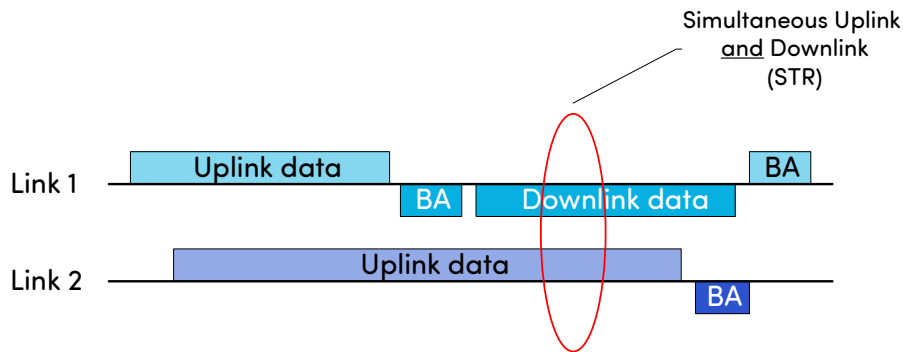 Simultaneous Uplink
and Downlink
(STR)
Link 1
Uplink data
BA
Downlink data
BA
Link 2
Uplink data
BA